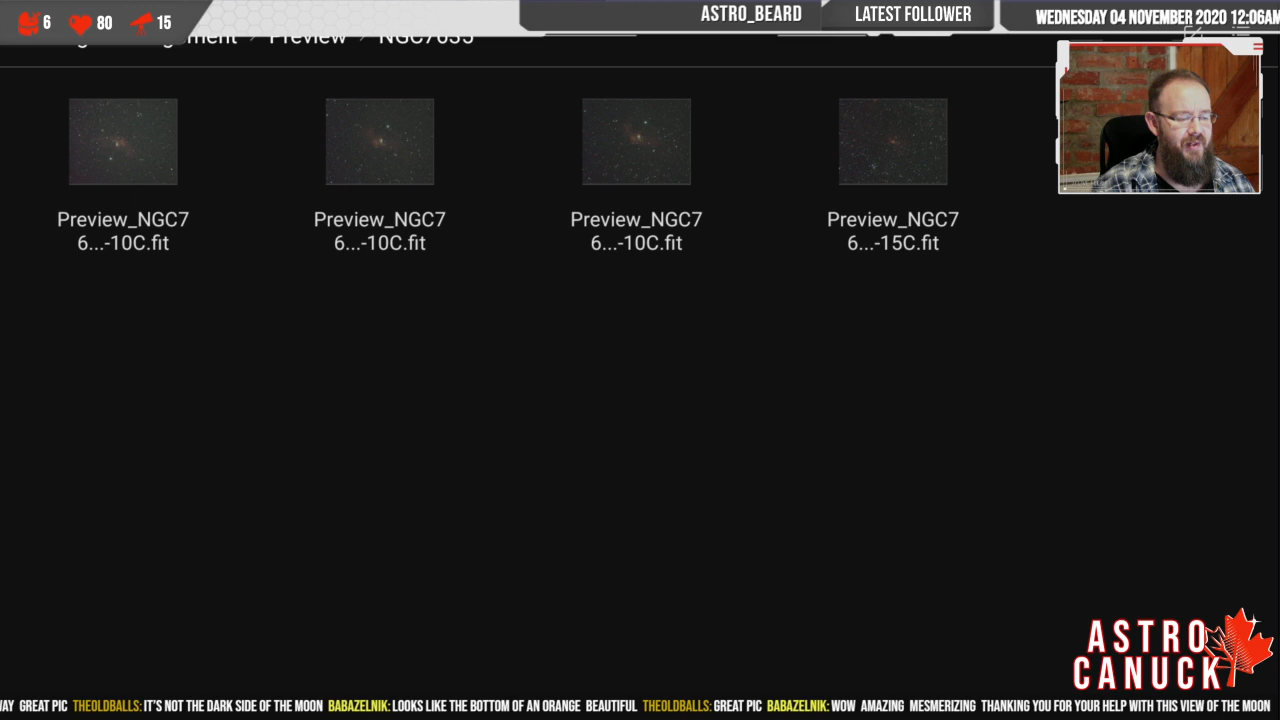 6 80 15
ASTRO_BEARD
LATEST FOLLOWER
WEDNESDAY 04 NOVEMBER 2020 12:06AM
Preview NGC7635
Preview_NGC7
6...-10C.fit
Preview_NGC7
6...-10C.fit
Preview_NGC7
6...-10C.fit
Preview_NGC7
6...-15C.fit
ASTRO
CANUCK
GREAT PIC THEOLDBALLS: IT'S NOT THE DARK SIDE OF THE MOON BABAZELNIK: LOOKS LIKE THE BOTTOM OF AN ORANGE BEAUTIFUL THEOLDBALLS: GREAT PIC BABAZELNIK: WOW AMAZING MESMERIZING THANKING YOU FOR YOUR HELP WITH THIS VIEW OF THE MOON